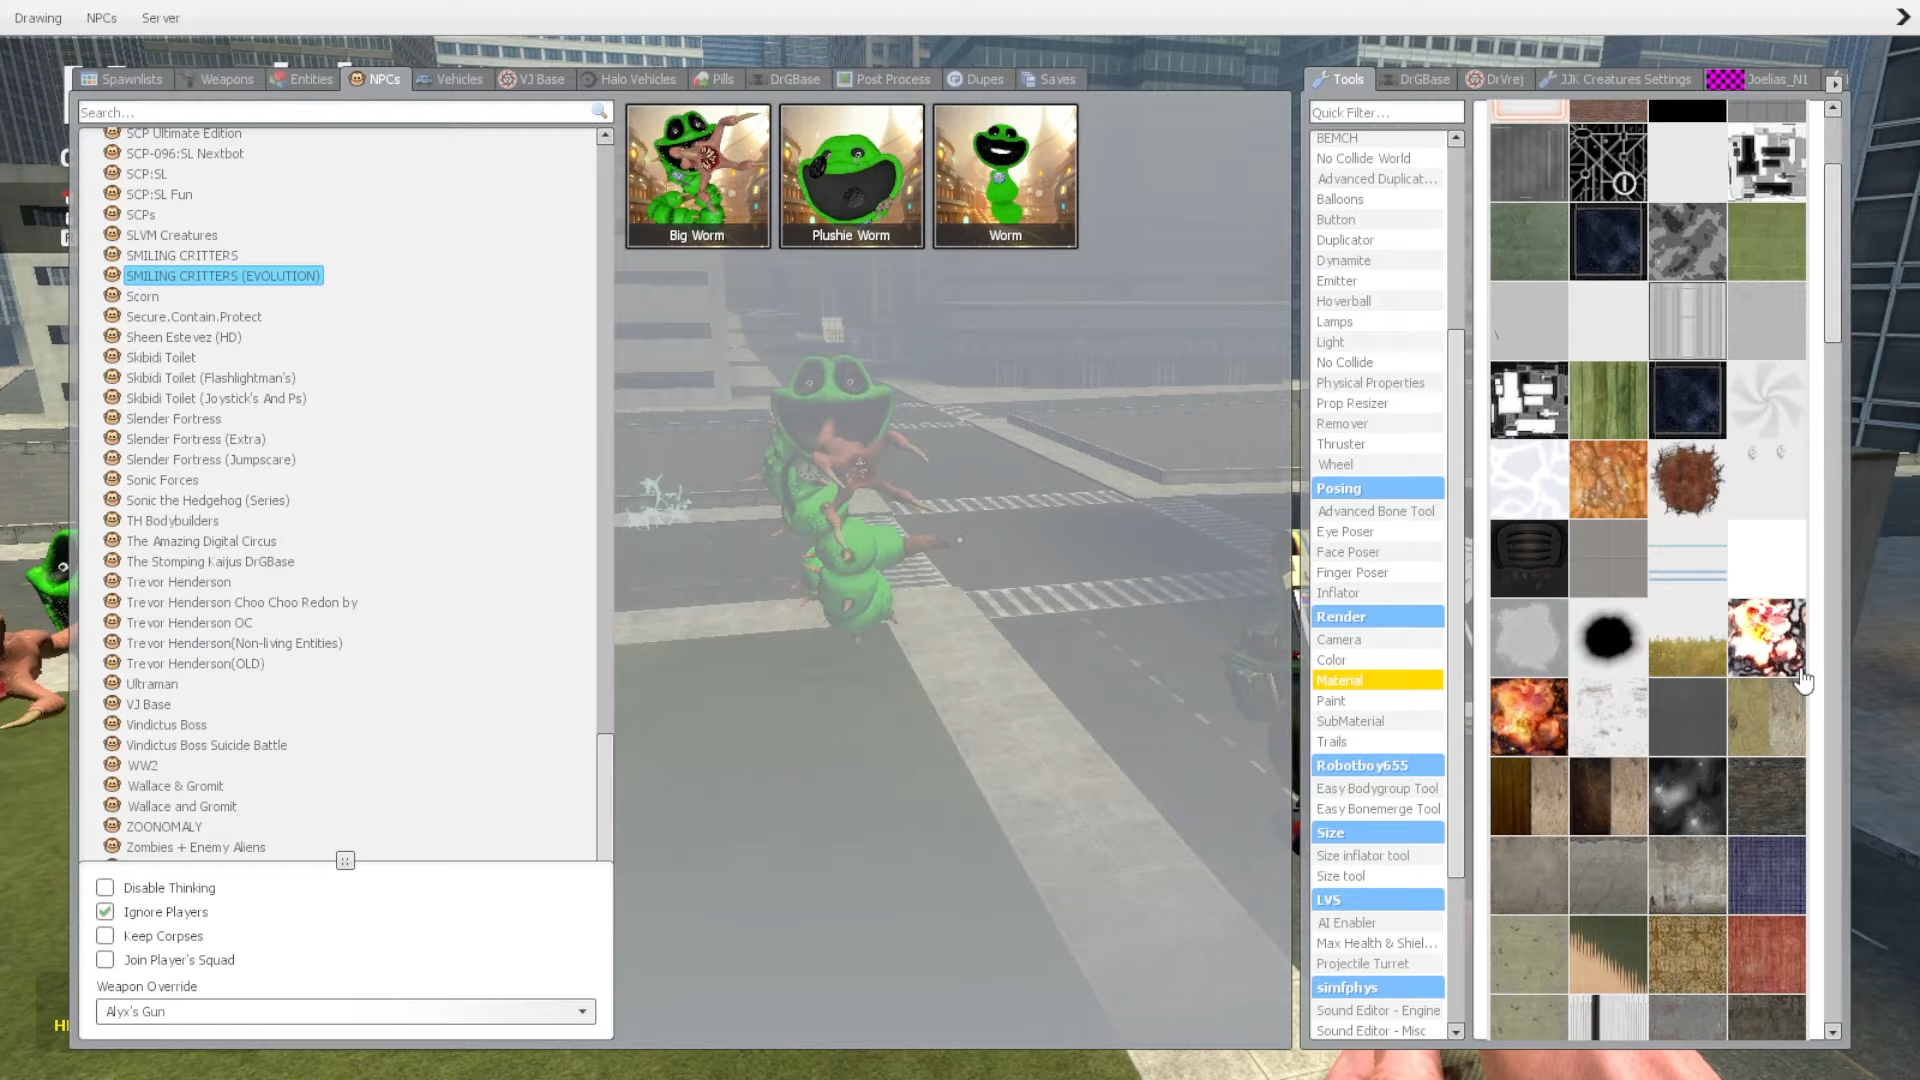 Drawing NPCs Server
Spawnlists Weapons Entities NPCs Vehicles VJ Base Halo Vehicles Pills DrGBase Post Process Dupes Saves
Search...
SCP Ultimate Edition
SCP-096:SL Nextbot
SCP:SL
SCP:SL Fun
SCPs
SLVM Creatures
SMILING CRITTERS
SMILING CRITTERS (EVOLUTION)
Scorn
Secure.Contain.Protect
Sheen Estevez (HD)
Skibidi Toilet
Skibidi Toilet (Flashlightman's)
Skibidi Toilet (Joystick's And Ps)
Slender Fortress
Slender Fortress (Extra)
Slender Fortress (Jumpscare)
Sonic Forces
Sonic the Hedgehog (Series)
TH Bodybuilders
The Amazing Digital Circus
The Stomping Kaijus DrGBase
Trevor Henderson
Trevor Henderson Choo Choo Redon by
Trevor Henderson OC
Trevor Henderson(Non-living Entities)
Trevor Henderson(OLD)
Ultraman
VJ Base
Vindictus Boss
Vindictus Boss Suicide Battle
WW2
Wallace & Gromit
Wallace and Gromit
ZOONOMALY
Zombies + Enemy Aliens
Disable Thinking
Ignore Players
Keep Corpses
Join Player's Squad
Weapon Override
Alyx's Gun
Big Worm
Plushie Worm
Worm
Tools DrGBase DrVrej JJK Creatures Settings Joelias_N1
Quick Filter...
BEMCH
No Collide World
Advanced Duplicat...
Balloons
Button
Duplicator
Dynamite
Emitter
Hoverball
Lamps
Light
No Collide
Physical Properties
Prop Resizer
Remover
Thruster
Wheel
Posing
Advanced Bone Tool
Eye Poser
Face Poser
Finger Poser
Inflator
Render
Camera
Color
Material
Paint
SubMaterial
Trails
Robotboy655
Easy Bodygroup Tool
Easy Bonemerge Tool
Size
Size inflator tool
Size tool
LVS
AI Enabler
Max Health & Shiel...
Projectile Turret
simfphys
Sound Editor - Engine
Sound Editor - Misc